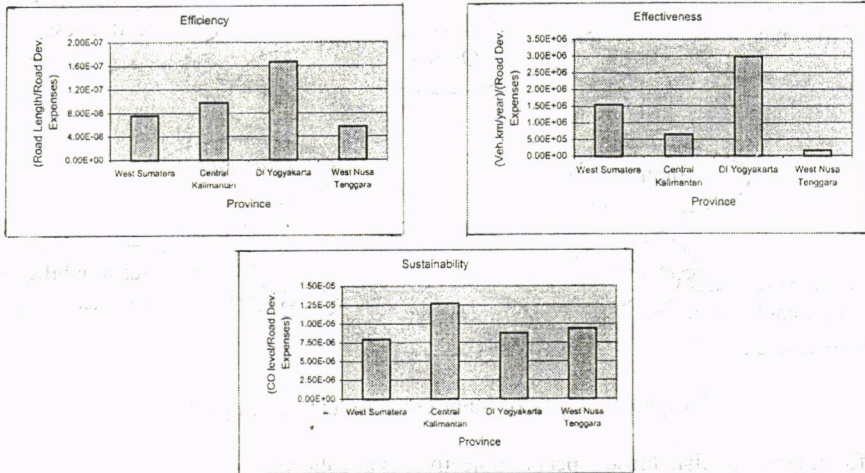 Efficiency
(Road Length/Road Dev.
Expenses)
2.00E-07
1.60E-07
1.20E-07
8.00E-08
4.00E-08
0.00E+00
West Sumatera
Central
Kalimantan
DI Yogyakarta
West Nusa
Tenggara
Province
Effectiveness
(Veh.km/year)/(Road Dev.
Expenses)
3.50E+06
3.00E+06
2.50E+06
2.00E+06
1.50E+06
1.00E+06
5.00E+05
0.00E+00
West Sumatera
Central
Kalimantan
DI Yogyakarta
West Nusa
Tenggara
Province
Sustainability
(CO level/Road Dev.
Expenses)
1.50E-05
1.25E-05
1.00E-05
7.50E-06
5.00E-06
2.50E-06
0.00E+00
West Sumatera
Central
Kalimantan
DI Yogyakarta
West Nusa
Tenggara
Province